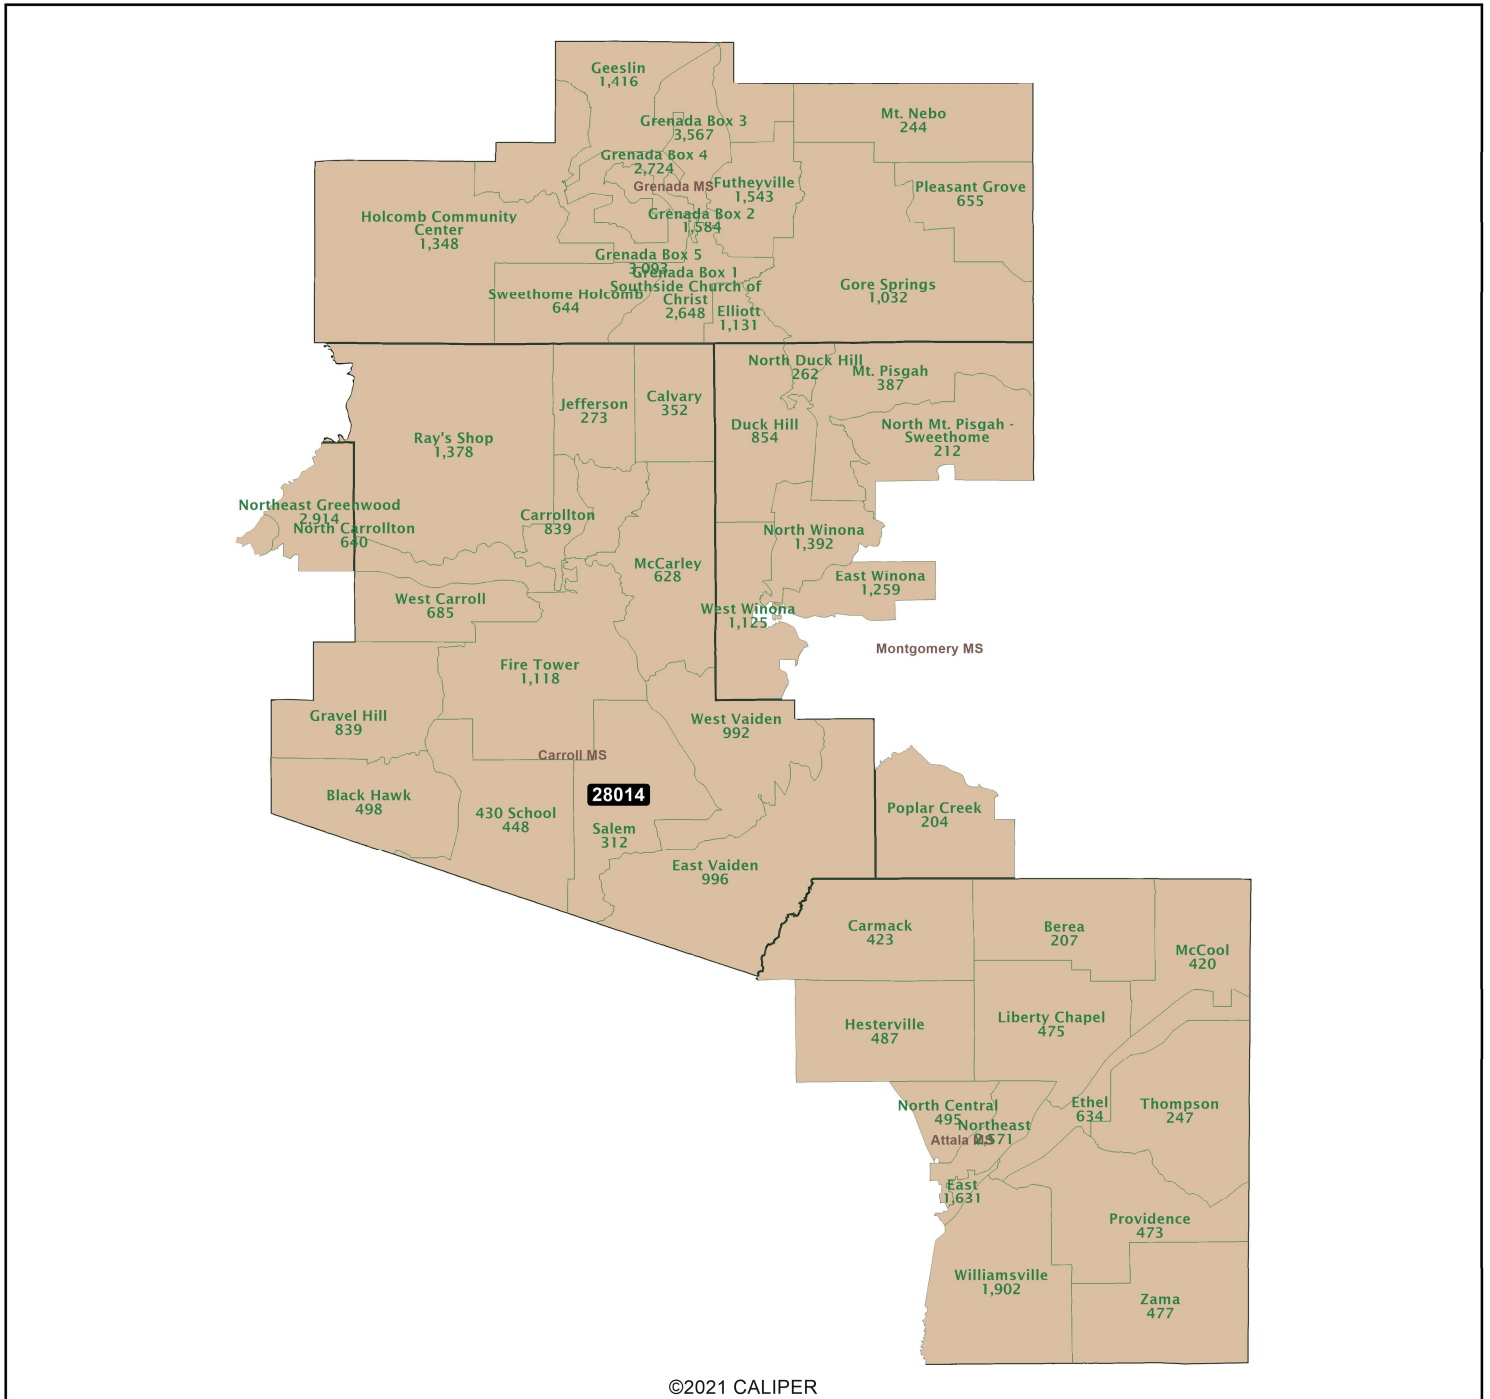 Geeslin
1,416
Grenada Box 3
3,567
Mt. Nebo
244
Grenada Box 4
2,724
Grenada MS
Futheyville
1,543
Pleasant Grove
655
Holcomb Community
Center
1,348
Grenada Box 2
1,584
Grenada Box 5
3,093
Grenada Box 1
Southside Church of
Christ
2,648
Sweethome Holcomb
644
Elliott
1,131
Gore Springs
1,032
North Duck Hill
262
Mt. Pisgah
387
Jefferson
273
Calvary
352
Duck Hill
854
North Mt. Pisgah -
Sweethome
212
Ray's Shop
1,378
Northeast Greenwood
2,914
North Carrollton
640
Carrollton
839
North Winona
1,392
McCarley
628
East Winona
1,259
West Carroll
685
West Winona
1,125
Montgomery MS
Fire Tower
1,118
Gravel Hill
839
West Vaiden
992
Carroll MS
Black Hawk
498
28014
430 School
448
Salem
312
Poplar Creek
204
East Vaiden
996
Carmack
423
Berea
207
McCool
420
Hesterville
487
Liberty Chapel
475
North Central
495
Northeast
Attala MS
Ethel
634
Thompson
247
East
1,631
Providence
473
Williamsville
1,902
Zama
477
©2021 CALIPER